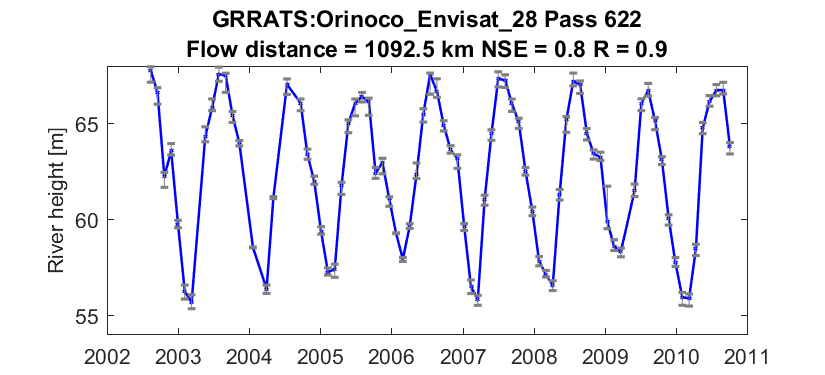 GRRATS:Orinoco_Envisat_28 Pass 622
Flow distance = 1092.5 km NSE = 0.8 R = 0.9
River height [m]
65
60
55
2002 2003 2004 2005 2006 2007 2008 2009 2010 2011